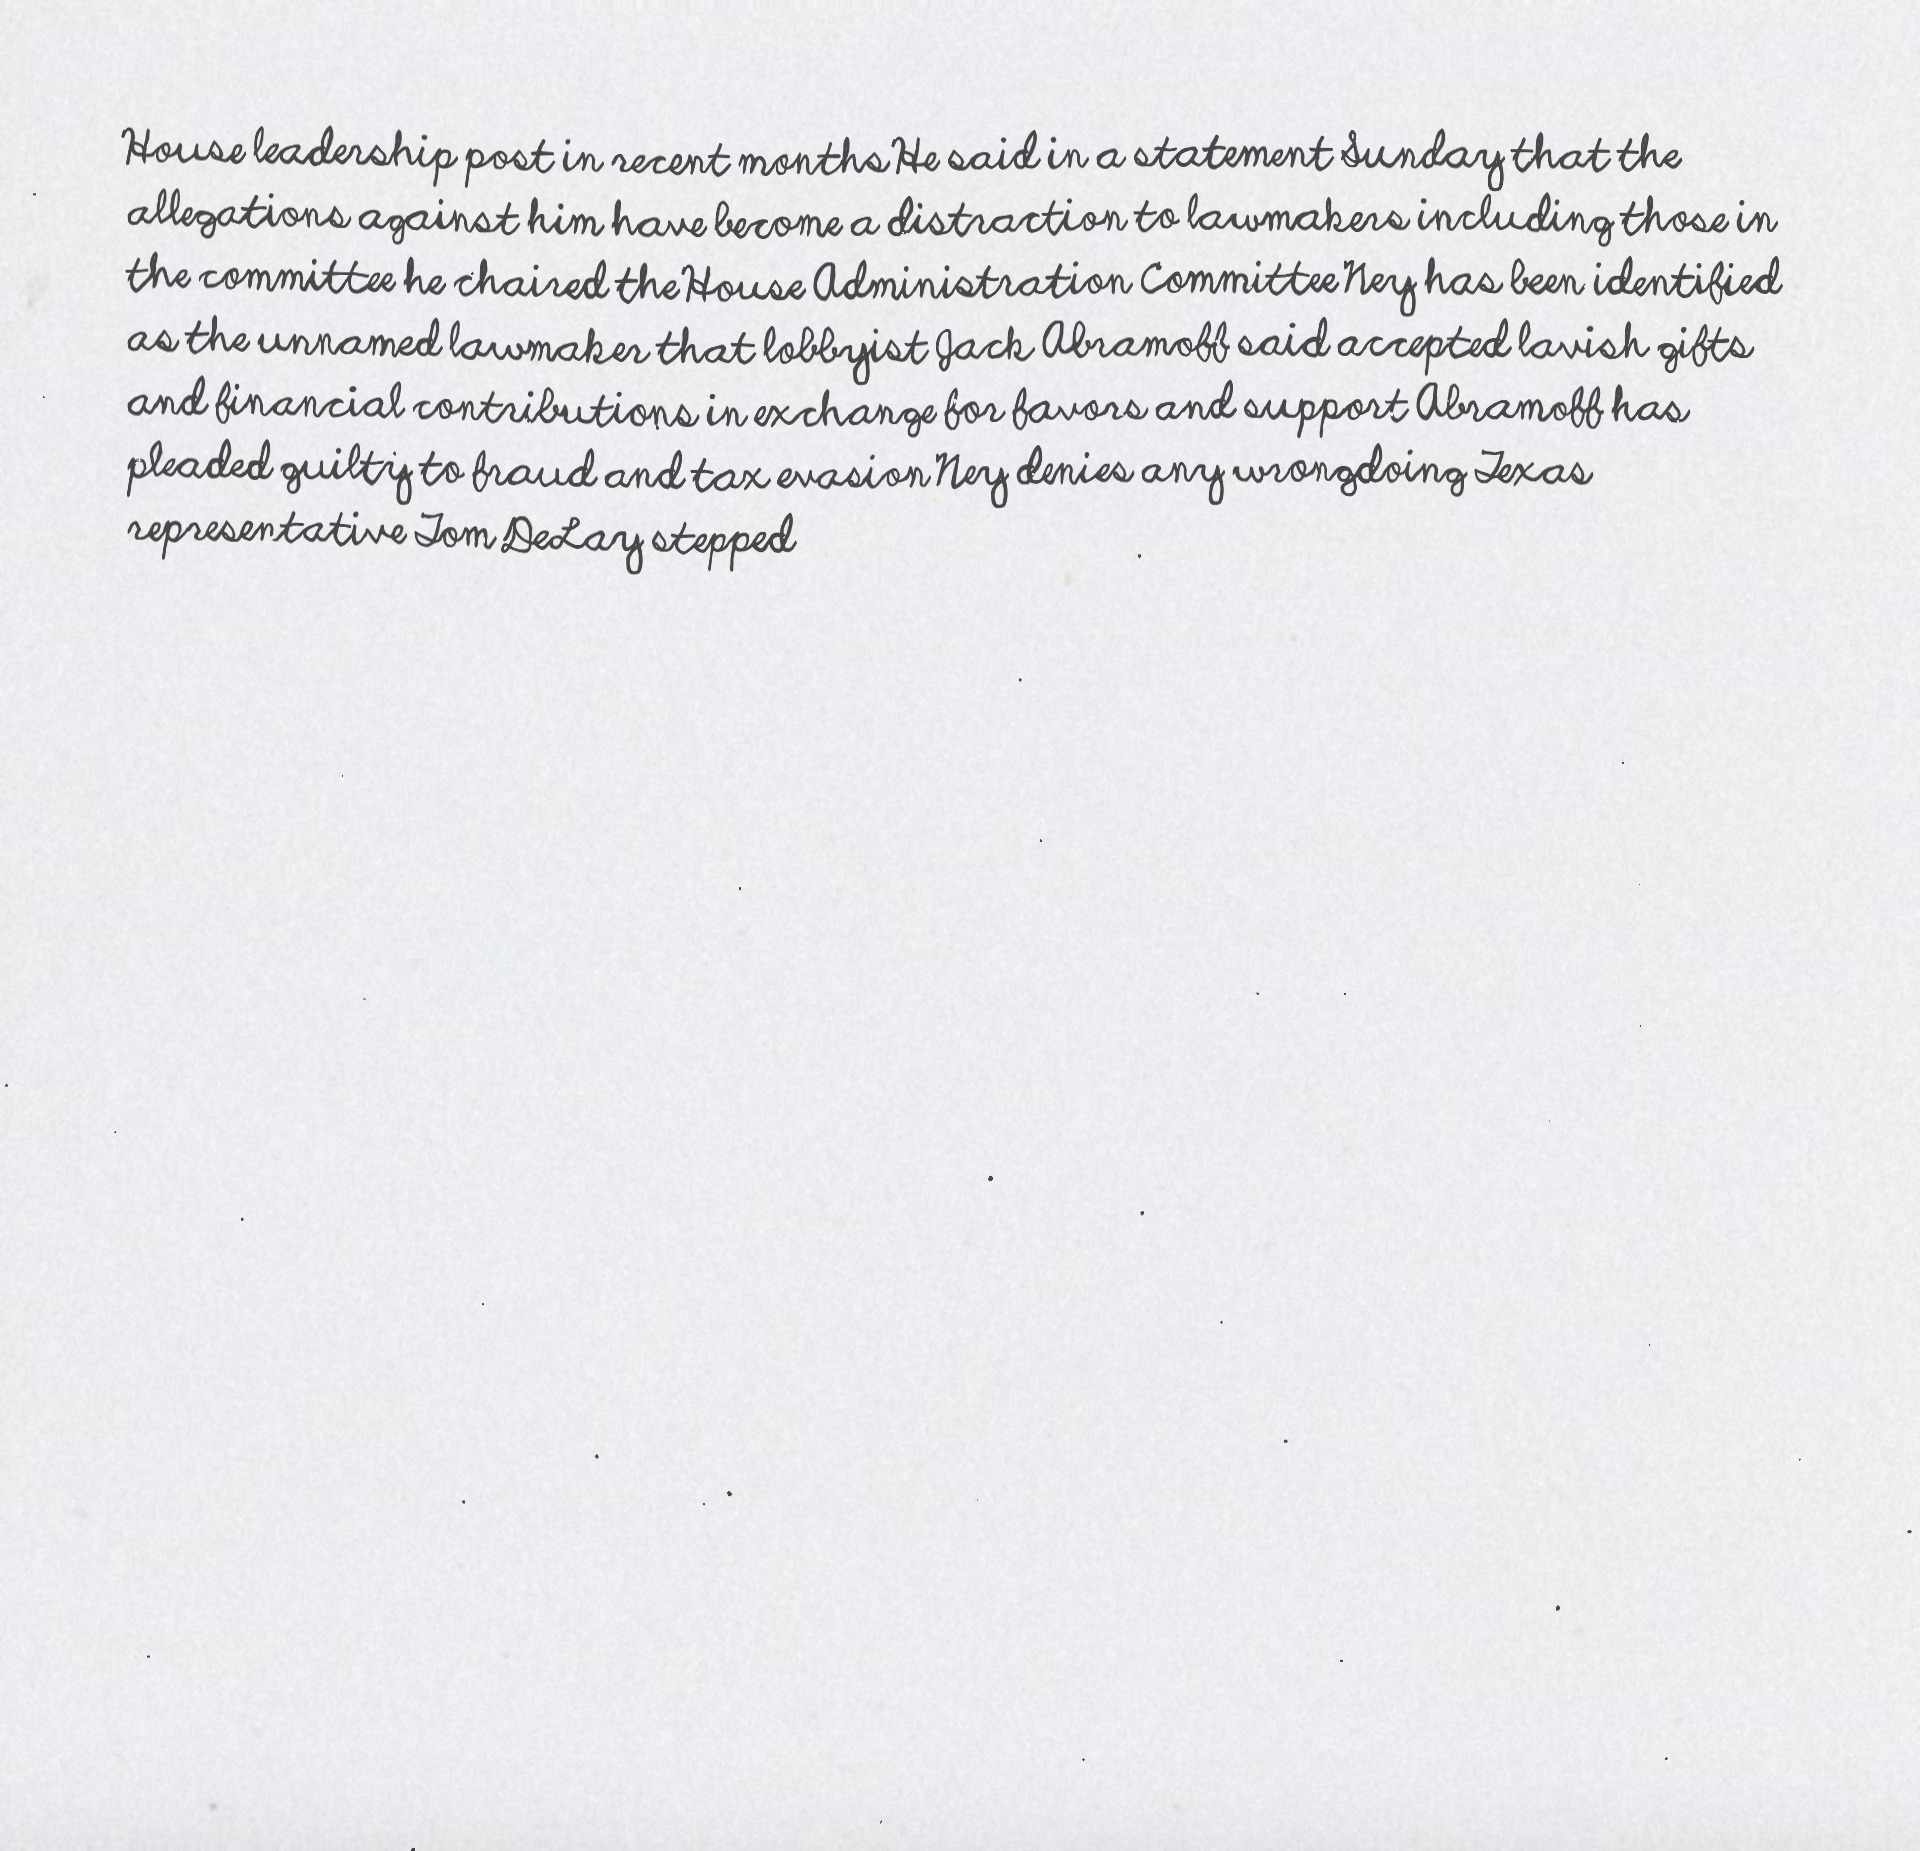 House leadership post in recent months He said in a statement Sunday that the
allegations against him have become a distraction to lawmakers including those in
the committee he chaired the House Administration Committee Ney has been identified
as the unnamed lawmaker that lobbyist Jack Abramoff said accepted lavish gifts
and financial contributions in exchange for favors and support Abramoff has
pleaded guilty to fraud and tax evasion Ney denies any wrongdoing Texas
representative Tom DeLay stepped